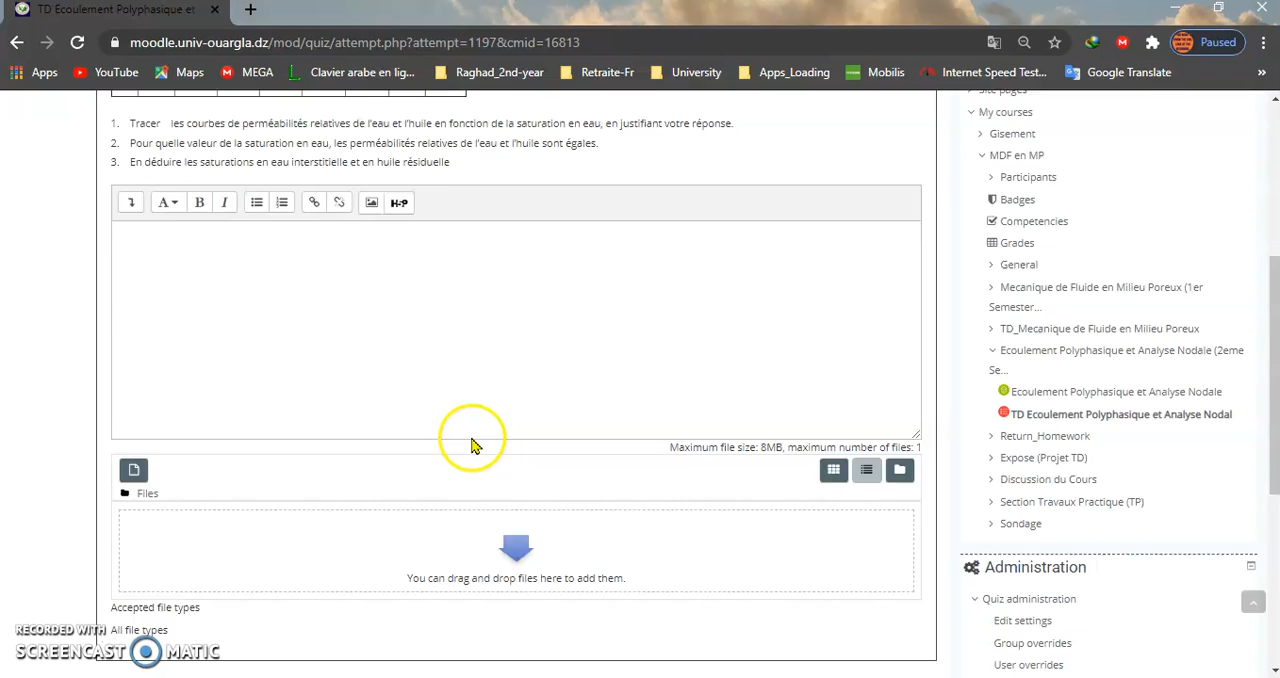 TD Ecoulement Polyphasique et
moodle.univ-ouargla.dz/mod/quiz/attempt.php?attempt=1197&cmid=16813
Paused
Apps
YouTube
Maps
MEGA
Clavier arabe en lig...
Raghad_2nd-year
Retraite-Fr
University
Apps_Loading
Mobilis
Internet Speed Test...
Google Translate
»
1. Tracer les courbes de perméabilités relatives de l'eau et l'huile en fonction de la saturation en eau, en justifiant votre réponse.
2. Pour quelle valeur de la saturation en eau, les perméabilités relatives de l'eau et l'huile sont égales.
3. En déduire les saturations en eau interstitielle et en huile résiduelle
A
B
I
H-P
Maximum file size: 8MB, maximum number of files: 1
Files
You can drag and drop files here to add them.
Accepted file types
All file types
RECORDED WITH
SCREENCAST MATIC
Site pages
My courses
Gisement
MDF en MP
Participants
Badges
Competencies
Grades
General
Mecanique de Fluide en Milieu Poreux (1er
Semester...
TD_Mecanique de Fluide en Milieu Poreux
Ecoulement Polyphasique et Analyse Nodale (2eme
Se...
Ecoulement Polyphasique et Analyse Nodale
TD Ecoulement Polyphasique et Analyse Nodal
Return_Homework
Expose (Projet TD)
Discussion du Cours
Section Travaux Practique (TP)
Sondage
Administration
Quiz administration
Edit settings
Group overrides
User overrides